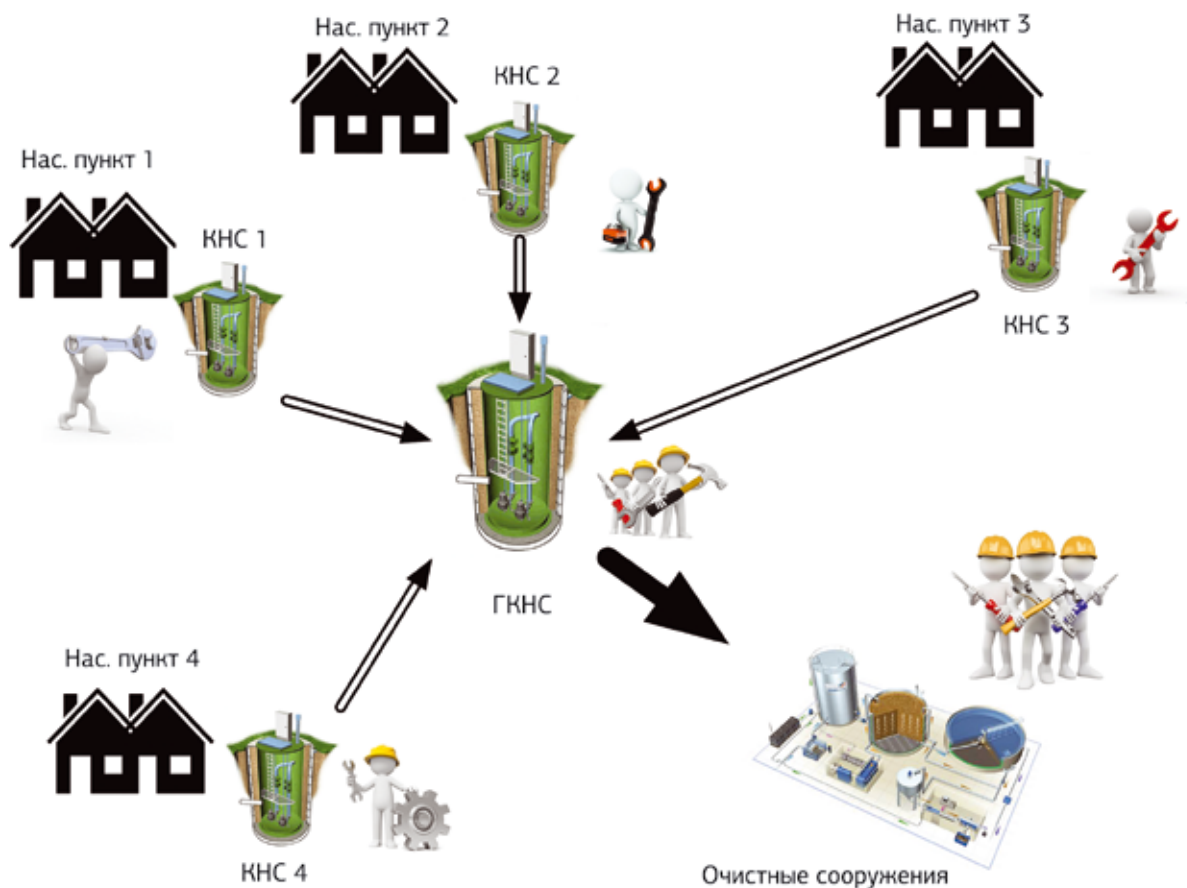 Нас. пункт 2
Нас. пункт 3
КНС 2
Нас. пункт 1
КНС 1
КНС 3
ГКНС
Нас. пункт 4
КНС 4
Очистные сооружения